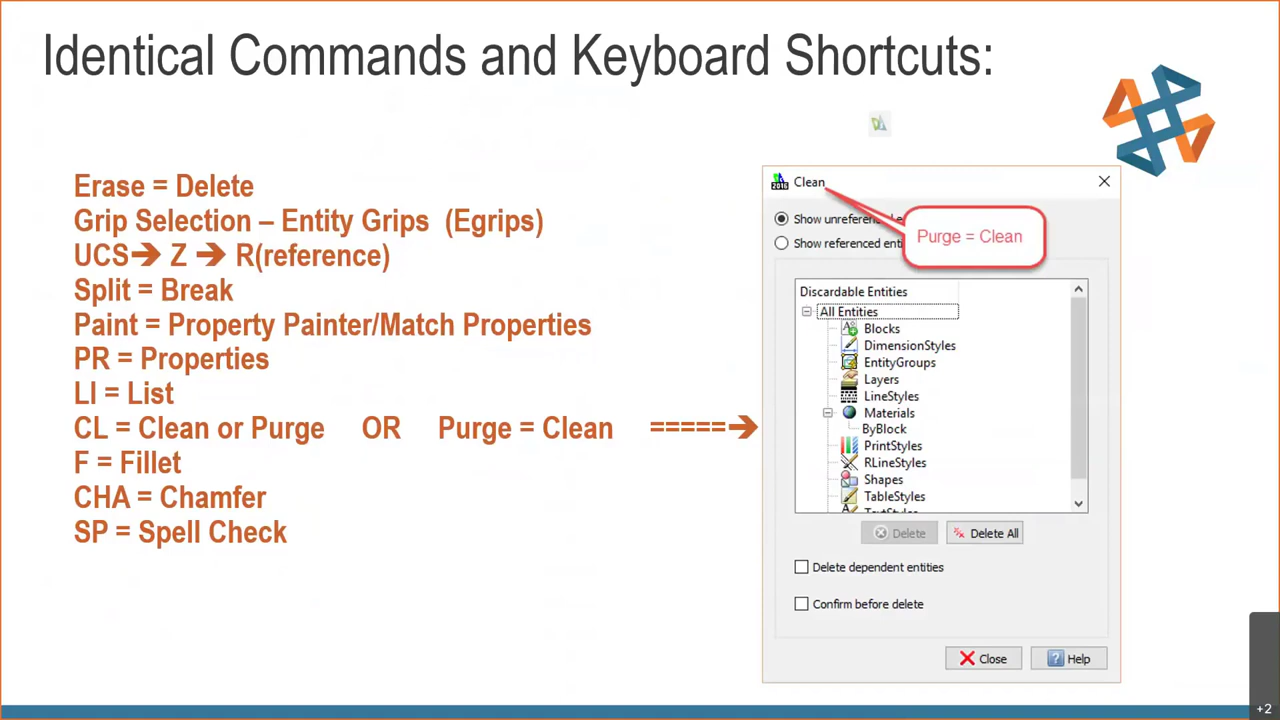 Identical Commands and Keyboard Shortcuts:
Erase = Delete
Grip Selection – Entity Grips (Egrips)
UCS➔ Z ➔ R(reference)
Split = Break
Paint = Property Painter/Match Properties
PR = Properties
LI = List
CL = Clean or Purge OR Purge = Clean =====➔
F = Fillet
CHA = Chamfer
SP = Spell Check
2016 Clean
Show unreferenced
Show referenced
Purge = Clean
Discardable Entities
All Entities
Blocks
DimensionStyles
EntityGroups
Layers
LineStyles
Materials
ByBlock
PrintStyles
RLineStyles
Shapes
TableStyles
TextStyles
Delete
Delete All
Delete dependent entities
Confirm before delete
Close
Help
+2